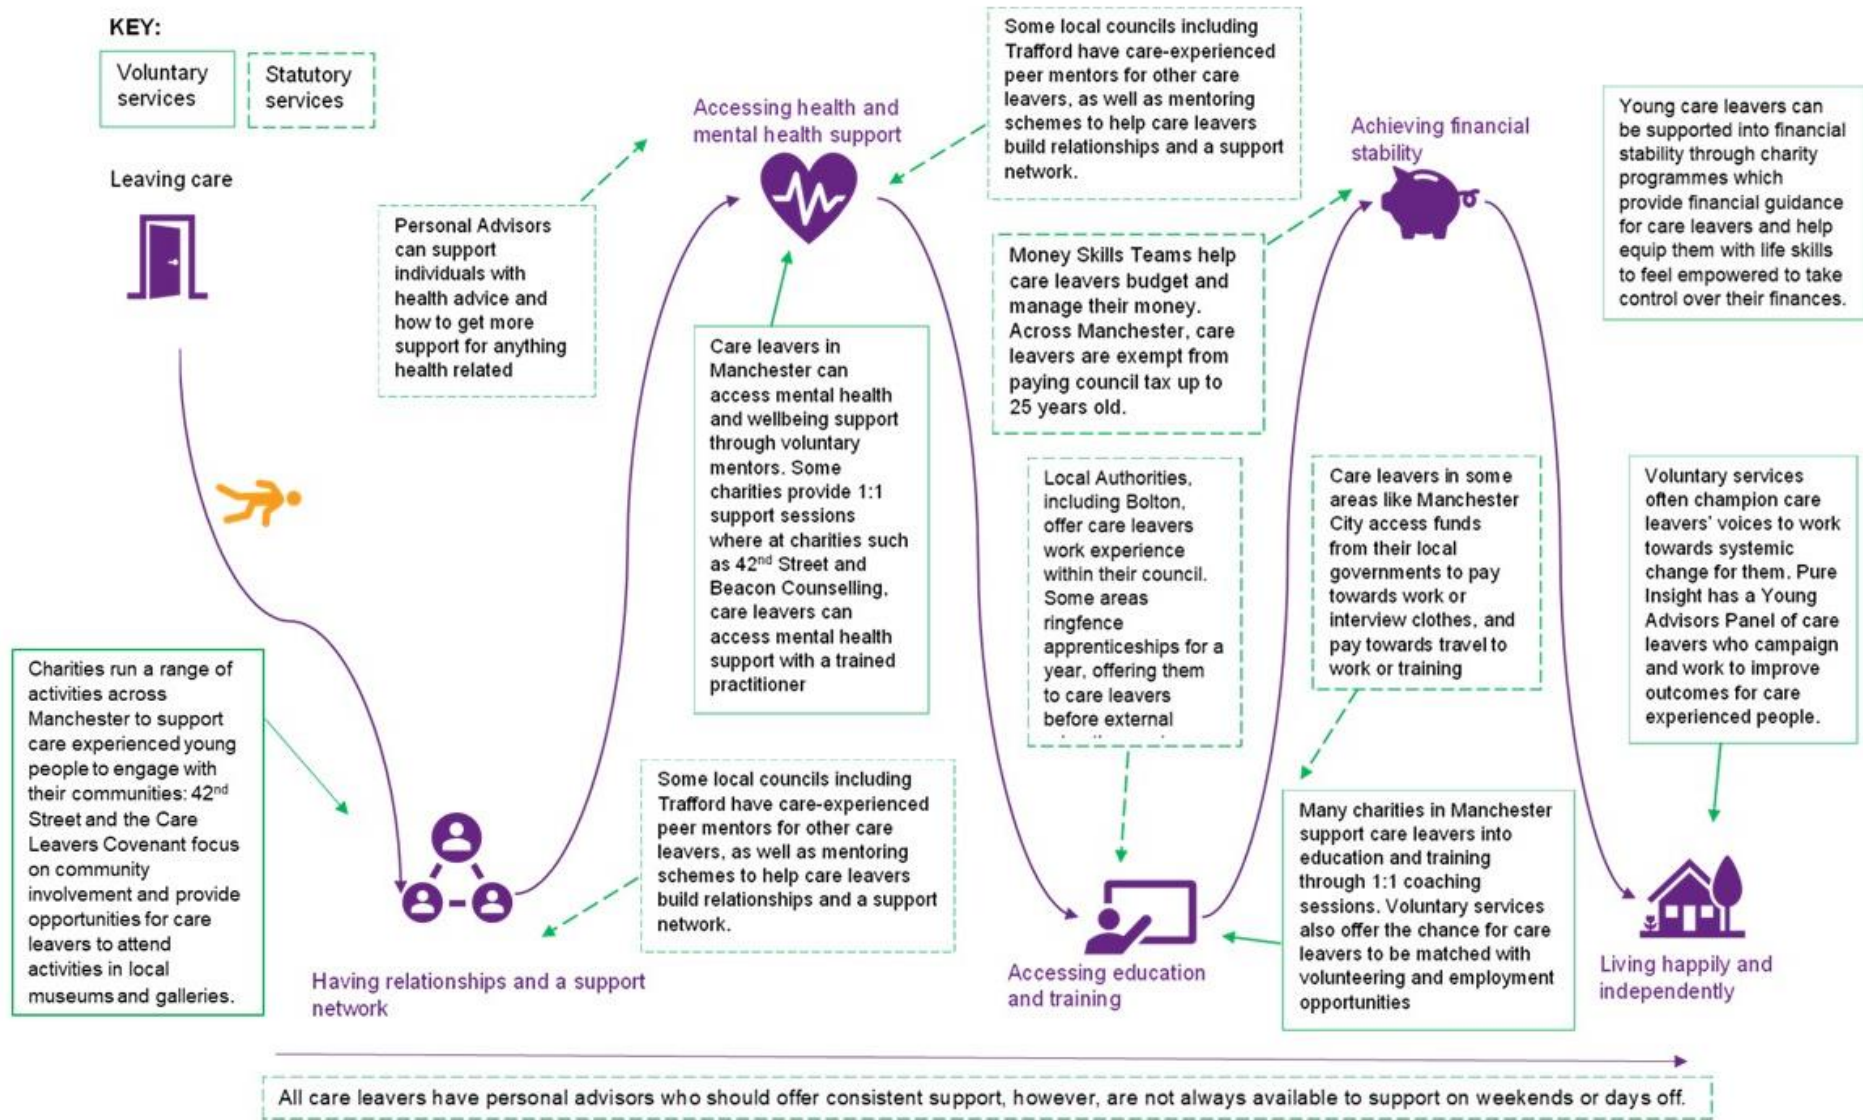 KEY:
Voluntary
services
Statutory
services
Leaving care
Charities run a range of
activities across
Manchester to support
care experienced young
people to engage with
their communities: 42nd
Street and the Care
Leavers Covenant focus
on community
involvement and provide
opportunities for care
leavers to attend
activities in local
museums and galleries.
Having relationships and a support
network
Some local councils including
Trafford have care-experienced
peer mentors for other care
leavers, as well as mentoring
schemes to help care leavers
build relationships and a support
network.
Personal Advisors
can support
individuals with
health advice and
how to get more
support for anything
health related
Accessing health and
mental health support
Care leavers in
Manchester can
access mental health
and wellbeing support
through voluntary
mentors. Some
charities provide 1:1
support sessions
where at charities such
as 42nd Street and
Beacon Counselling,
care leavers can
access mental health
support with a trained
practitioner
Some local councils including
Trafford have care-experienced
peer mentors for other care
leavers, as well as mentoring
schemes to help care leavers
build relationships and a support
network.
Money Skills Teams help
care leavers budget and
manage their money.
Across Manchester, care
leavers are exempt from
paying council tax up to
25 years old.
Local Authorities,
including Bolton,
offer care leavers
work experience
within their council.
Some areas
ringfence
apprenticeships for a
year, offering them
to care leavers
before external
Accessing education
and training
Care leavers in some
areas like Manchester
City access funds
from their local
governments to pay
towards work or
interview clothes, and
pay towards travel to
work or training
Many charities in Manchester
support care leavers into
education and training
through 1:1 coaching
sessions. Voluntary services
also offer the chance for care
leavers to be matched with
volunteering and employment
opportunities
Achieving financial
stability
Young care leavers can
be supported into financial
stability through charity
programmes which
provide financial guidance
for care leavers and help
equip them with life skills
to feel empowered to take
control over their finances.
Voluntary services
often champion care
leavers' voices to work
towards systemic
change for them. Pure
Insight has a Young
Advisors Panel of care
leavers who campaign
and work to improve
outcomes for care
experienced people.
Living happily and
independently
All care leavers have personal advisors who should offer consistent support, however, are not always available to support on weekends or days off.